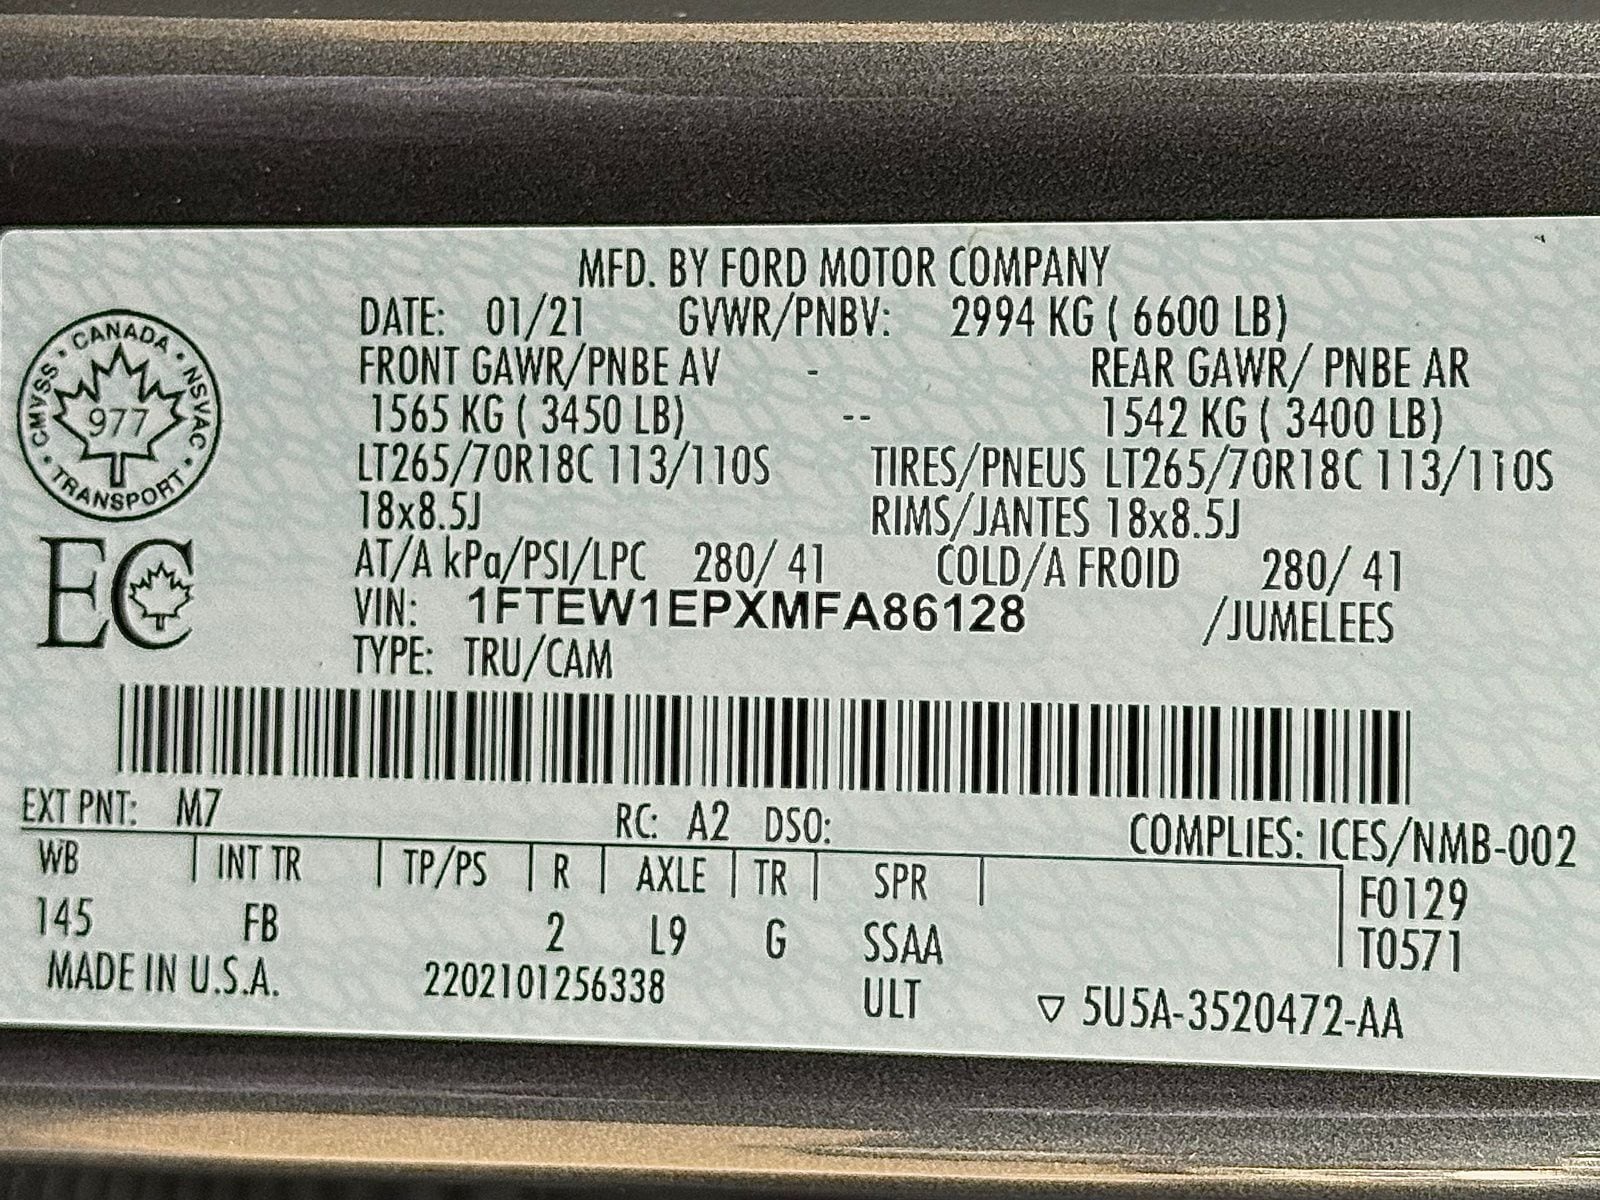 MFD. BY FORD MOTOR COMPANY
DATE: 01/21 GVWR/PNBV: 2994 KG ( 6600 LB)
FRONT GAWR/PNBE AV - REAR GAWR/ PNBE AR
1565 KG ( 3450 LB) -- 1542 KG ( 3400 LB)
LT265/70R18C 113/110S TIRES/PNEUS LT265/70R18C 113/110S
18x8.5J RIMS/JANTES 18x8.5J
AT/A kPa/PSI/LPC 280/ 41 COLD/A FROID 280/ 41
VIN: 1FTEW1EPXMFA86128 /JUMELEES
TYPE: TRU/CAM
CANADA · NSVAC · TRANSPORT · CMVSS ·
977
EC
EXT PNT: M7 RC: A2 DSO: COMPLIES: ICES/NMB-002
WB | INT TR | TP/PS | R | AXLE | TR | SPR | F0129
145 FB 2 L9 G SSAA T0571
MADE IN U.S.A. 2202101256338 ULT ▽ 5U5A-3520472-AA